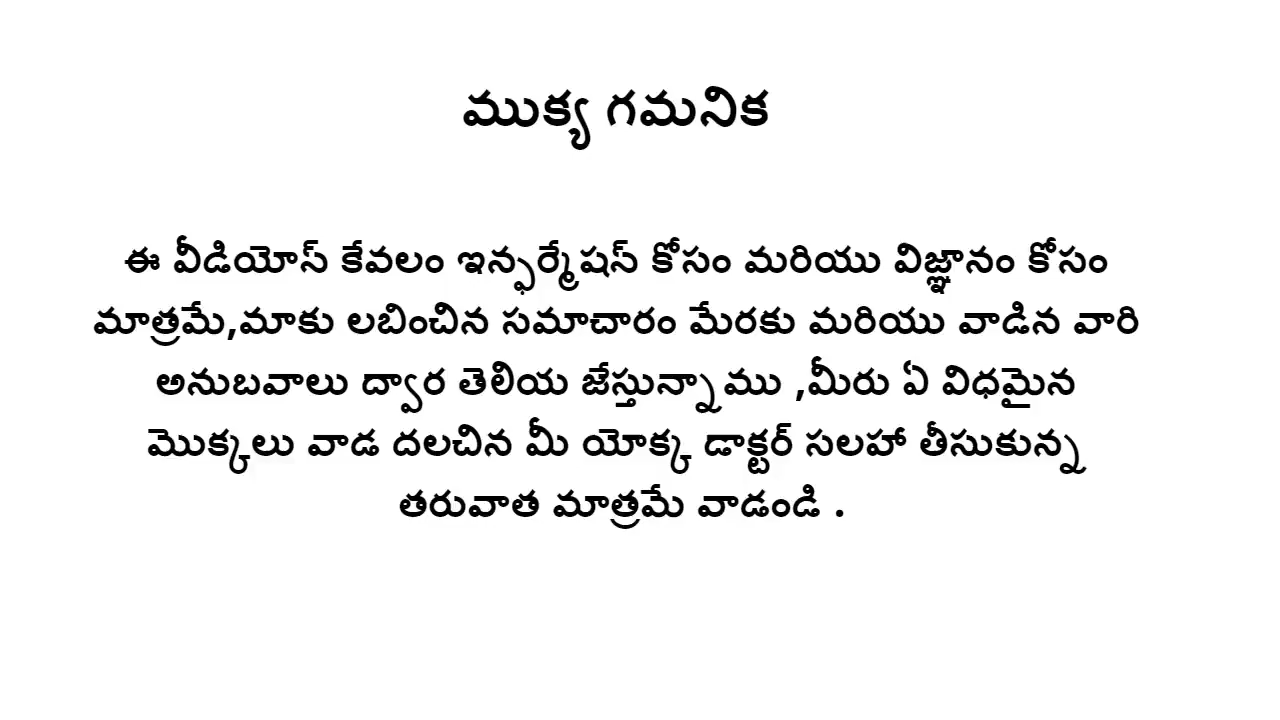 ముక్య గమనిక
ఈ వీడియోస్ కేవలం ఇన్ఫర్మేషన్ కోసం మరియు విజ్ఞానం కోసం
మాత్రమే,మాకు లబించిన సమాచారం మేరకు మరియు వాడిన వారి
అనుబవాలు ద్వార తెలియ జేస్తున్నాము ,మీరు ఏ విధమైన
మొక్కలు వాడ దలచిన మీ యోక్క డాక్టర్ సలహా తీసుకున్న
తరువాత మాత్రమే వాడండి .